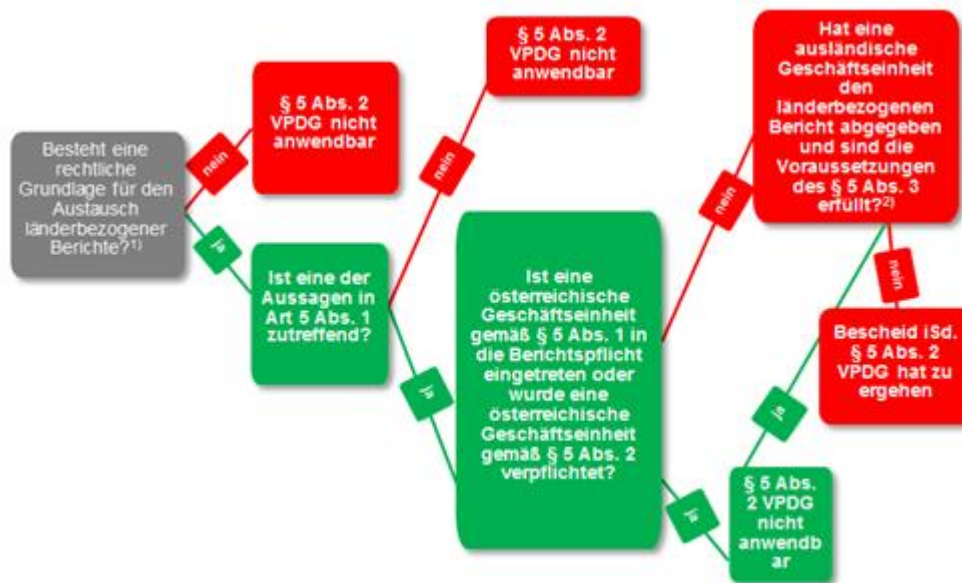 Besteht eine
rechtliche
Grundlage für den
Austausch
länderbezogener
Berichte?1)
nein
§ 5 Abs. 2
VPDG nicht
anwendbar
ja
Ist eine der
Aussagen in
Art 5 Abs. 1
zutreffend?
nein
§ 5 Abs. 2
VPDG nicht
anwendbar
ja
Ist eine
österreichische
Geschäftseinheit
gemäß § 5 Abs. 1 in
die Berichtspflicht
eingetreten oder
wurde eine
österreichische
Geschäftseinheit
gemäß § 5 Abs. 2
verpflichtet?
nein
Hat eine
ausländische
Geschäftseinheit
den
länderbezogenen
Bericht abgegeben
und sind die
Voraussetzungen
des § 5 Abs. 3
erfüllt?2)
nein
Bescheid iSd.
§ 5 Abs. 2
VPDG hat zu
ergehen
ja
ja
§ 5 Abs.
2 VPDG
nicht
anwendb
ar